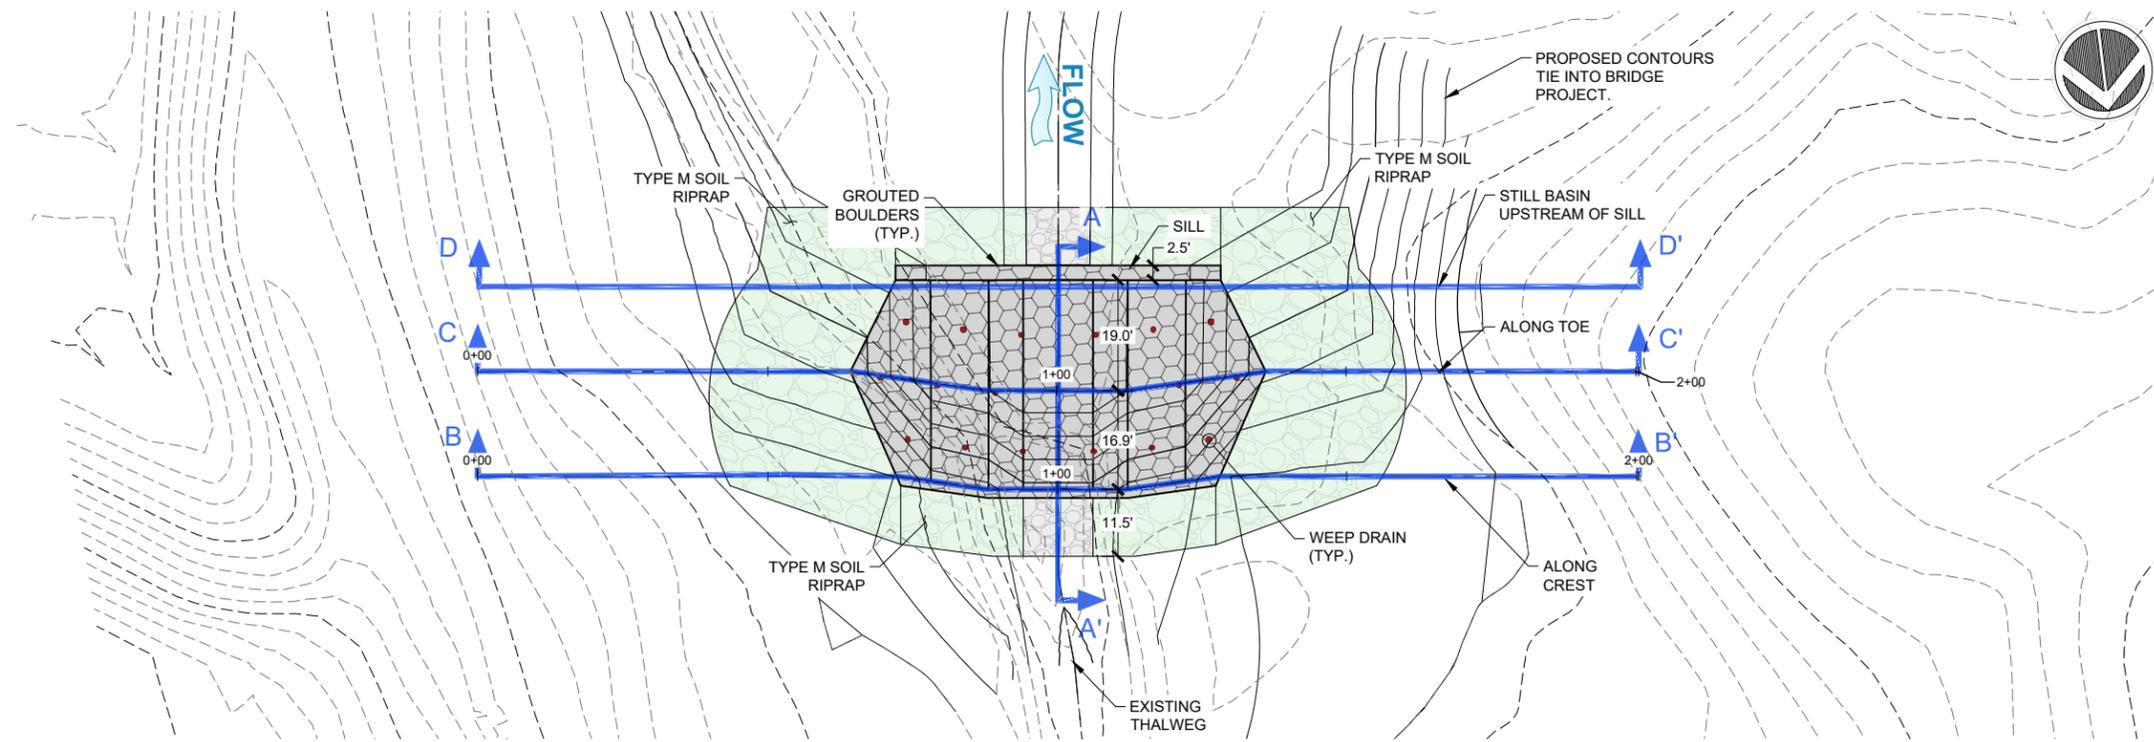 PROPOSED CONTOURS
TIE INTO BRIDGE
PROJECT.
FLOW
TYPE M SOIL
RIPRAP
TYPE M SOIL
RIPRAP
GROUTED
BOULDERS
(TYP.)
STILL BASIN
UPSTREAM OF SILL
A
SILL
2.5'
D
D'
C
0+00
19.0'
ALONG TOE
C'
1+00
2+00
B
0+00
16.9'
1+00
B'
2+00
11.5'
WEEP DRAIN
(TYP.)
TYPE M SOIL
RIPRAP
ALONG
CREST
A'
EXISTING
THALWEG